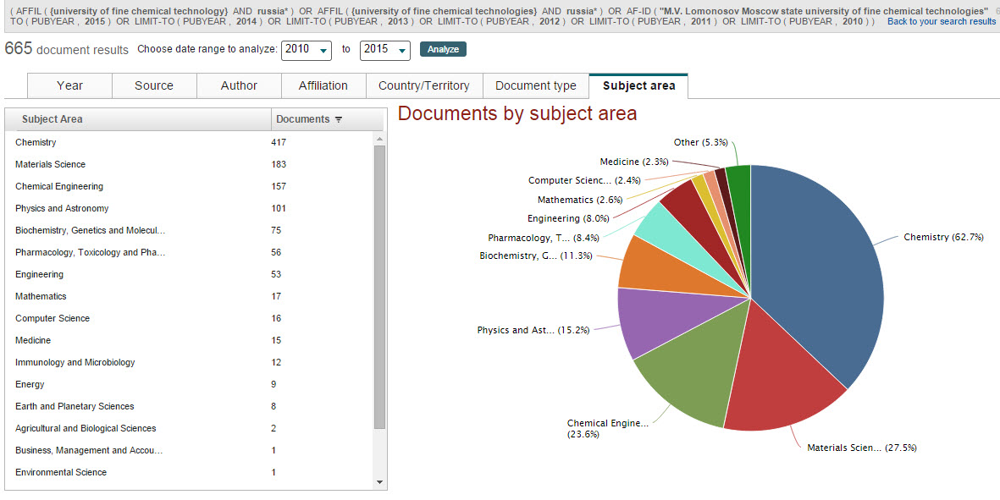 ( AFFIL ( {university of fine chemical technology} AND russia* ) OR AFFIL ( {university of fine chemical technologies} AND russia* ) OR AF-ID ( "M.V. Lomonosov Moscow state university of fine chemical technologies" 6
TO ( PUBYEAR , 2015 ) OR LIMIT-TO ( PUBYEAR , 2014 ) OR LIMIT-TO ( PUBYEAR , 2013 ) OR LIMIT-TO ( PUBYEAR , 2012 ) OR LIMIT-TO ( PUBYEAR , 2011 ) OR LIMIT-TO ( PUBYEAR , 2010 ) ) Back to your search results
665 document results Choose date range to analyze: 2010 to 2015 Analyze
Year Source Author Affiliation Country/Territory Document type Subject area
Subject Area Documents
Chemistry 417
Materials Science 183
Chemical Engineering 157
Physics and Astronomy 101
Biochemistry, Genetics and Molecul... 75
Pharmacology, Toxicology and Pha... 56
Engineering 53
Mathematics 17
Computer Science 16
Medicine 15
Immunology and Microbiology 12
Energy 9
Earth and Planetary Sciences 8
Agricultural and Biological Sciences 2
Business, Management and Accou... 1
Environmental Science 1
Documents by subject area
Other (5.3%)
Medicine (2.3%)
Computer Scienc... (2.4%)
Mathematics (2.6%)
Engineering (8.0%)
Pharmacology, T... (8.4%)
Biochemistry, G... (11.3%)
Physics and Ast... (15.2%)
Chemical Engine...
(23.6%)
Materials Scien... (27.5%)
Chemistry (62.7%)